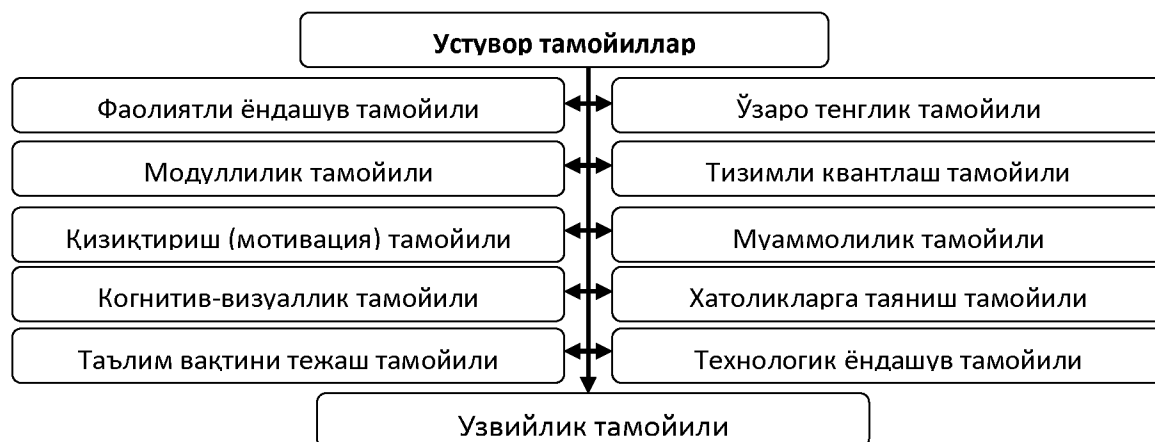 Устувор тамойиллар
Фаолиятли ёндашув тамойили
Ўзаро тенглик тамойили
Модуллилик тамойили
Тизимли квантлаш тамойили
Қизиқтириш (мотивация) тамойили
Муаммолилик тамойили
Когнитив-визуаллик тамойили
Хатоликларга таяниш тамойили
Таълим вақтини тежаш тамойили
Технологик ёндашув тамойили
Узвийлик тамойили